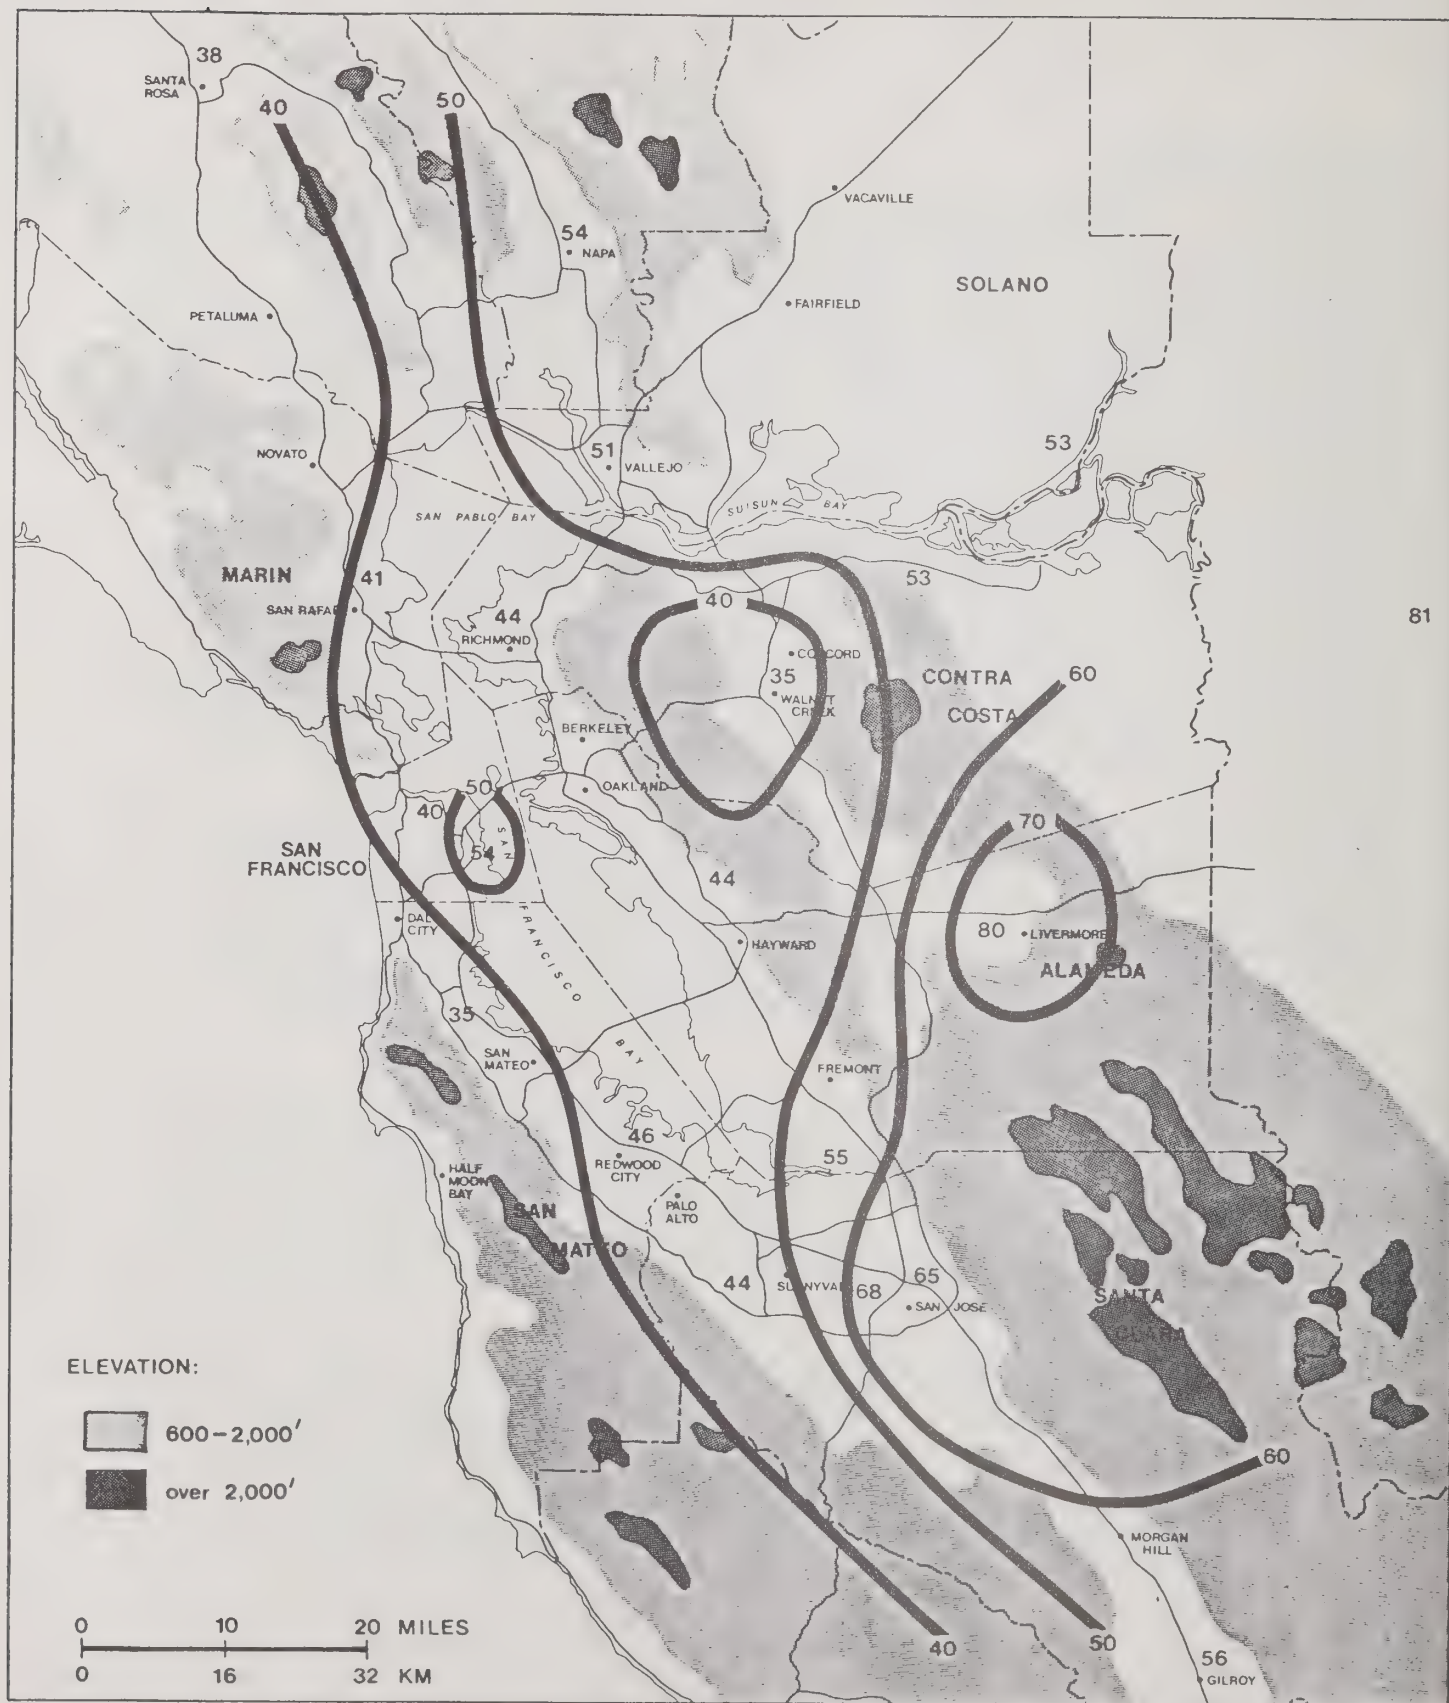 38
SANTA
ROSA
40
50
VACAVILLE
54
NAPA
SOLANO
FAIRFIELD
PETALUMA
53
51
NOVATO
VALLEJO
SUISUN BAY
SAN PABLO BAY
MARIN
41
53
40
SAN RAFAEL
44
RICHMOND
81
CONCORD
35
WALNUT
CREEK
CONTRA
COSTA
60
BERKELEY
50
OAKLAND
40
70
54
SAN
FRANCISCO
BAY
SAN
FRANCISCO
44
DALY
CITY
HAYWARD
80
LIVERMORE
ALAMEDA
35
SAN
MATEO
FREMONT
46
REDWOOD
CITY
55
HALF
MOON
BAY
PALO
ALTO
SAN
MATEO
44
SUNNYVALE
68
65
SAN JOSE
SANTA
CLARA
ELEVATION:
600-2,000'
over 2,000'
60
MORGAN
HILL
0 10 20 MILES
0 16 32 KM
40
50
56
GILROY